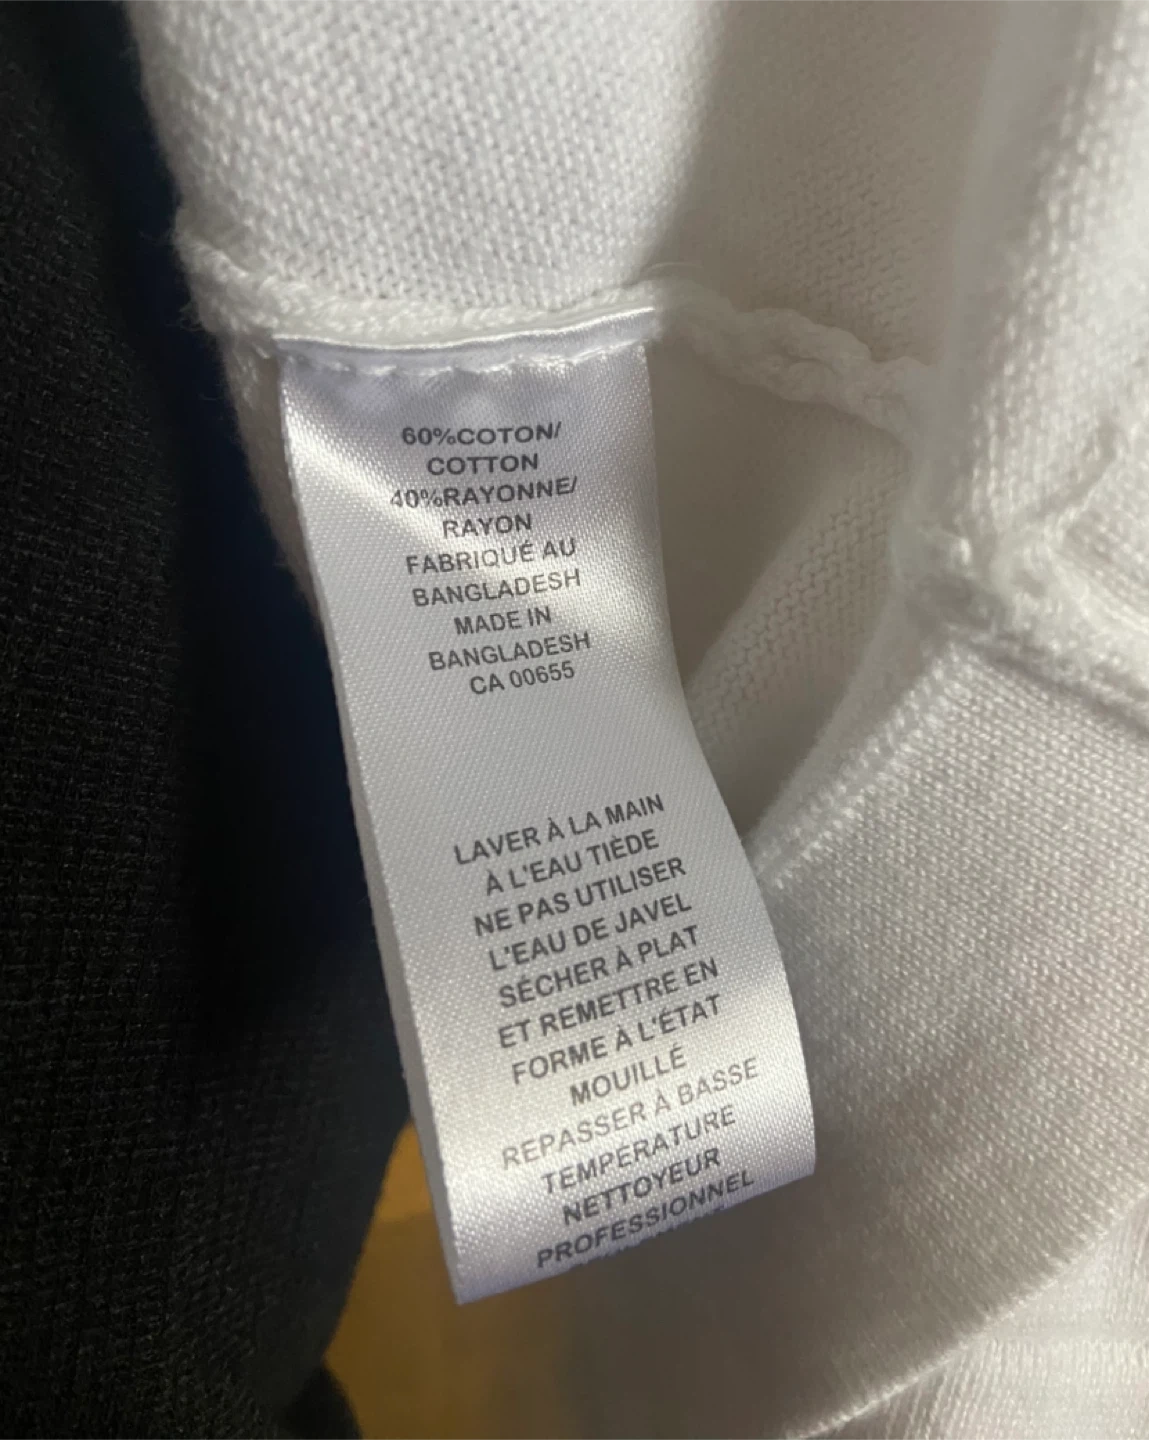 60%COTON/
COTTON
40%RAYONNE/
RAYON
FABRIQUÉ AU
BANGLADESH
MADE IN
BANGLADESH
CA 00655
LAVER À LA MAIN
À L'EAU TIÈDE
NE PAS UTILISER
L'EAU DE JAVEL
SÉCHER À PLAT
ET REMETTRE EN
FORME À L'ÉTAT
MOUILLÉ
REPASSER À BASSE
TEMPÉRATURE
NETTOYEUR
PROFESSIONNEL